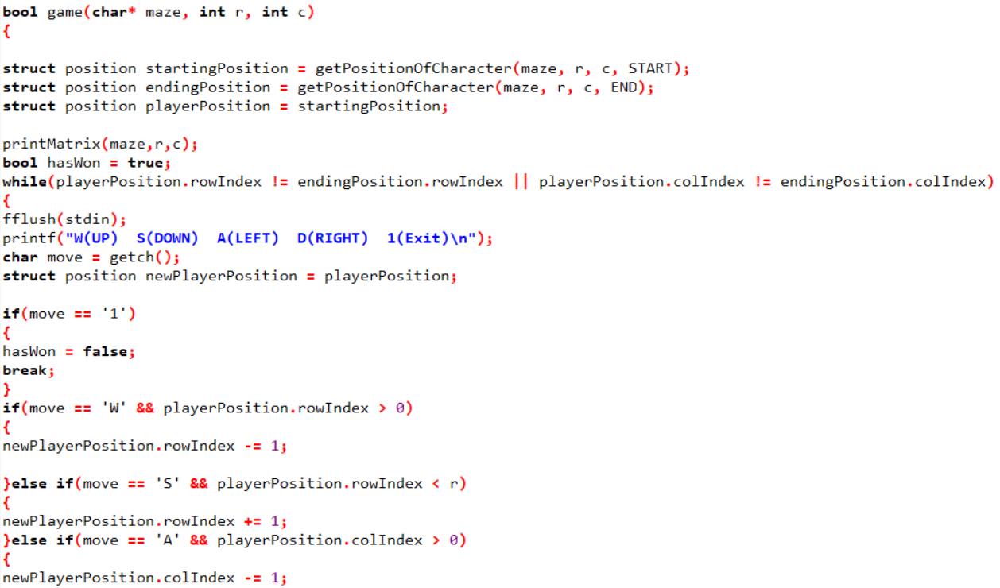 bool game(char* maze, int r, int c)
{
struct position startingPosition = getPositionOfCharacter(maze, r, c, START);
struct position endingPosition = getPositionOfCharacter(maze, r, c, END);
struct position playerPosition = startingPosition;
printMatrix(maze,r,c);
bool hasWon = true;
while(playerPosition.rowIndex != endingPosition.rowIndex || playerPosition.colIndex != endingPosition.colIndex)
{
fflush(stdin);
printf("W(UP)  S(DOWN)  A(LEFT)  D(RIGHT)  1(Exit)\n");
char move = getch();
struct position newPlayerPosition = playerPosition;
if(move == '1')
{
hasWon = false;
break;
}
if(move == 'W' && playerPosition.rowIndex > 0)
{
newPlayerPosition.rowIndex -= 1;
}else if(move == 'S' && playerPosition.rowIndex < r)
{
newPlayerPosition.rowIndex += 1;
}else if(move == 'A' && playerPosition.colIndex > 0)
{
newPlayerPosition.colIndex -= 1;